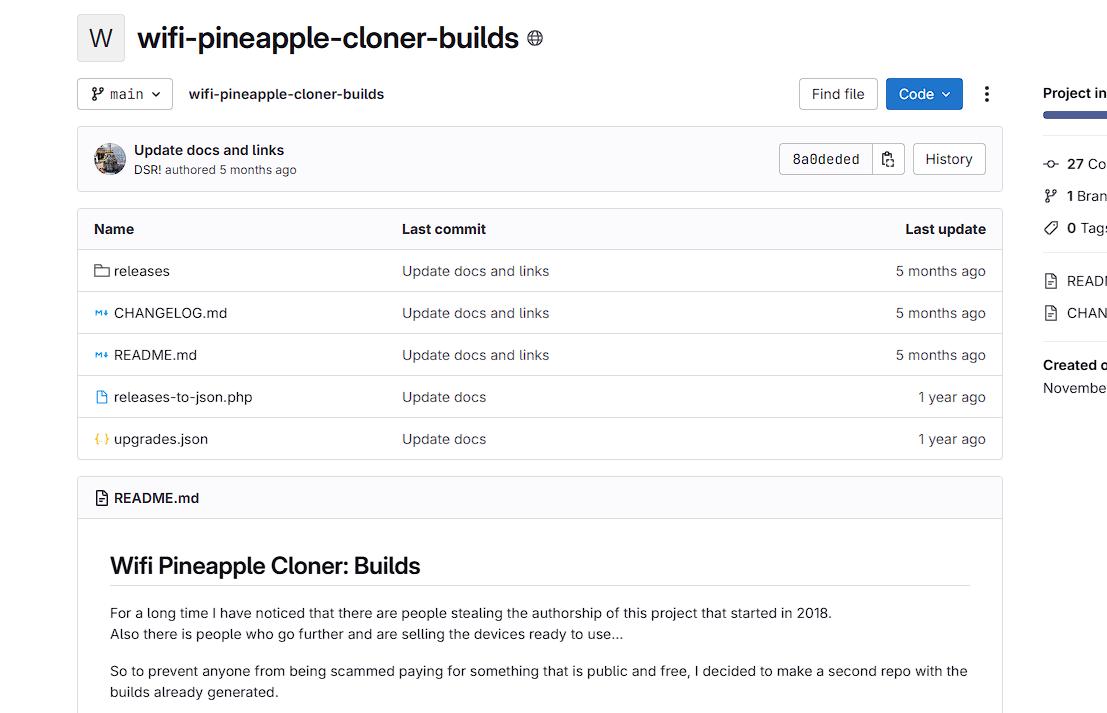 W wifi-pineapple-cloner-builds
main wifi-pineapple-cloner-builds Find file Code
Project in
Update docs and links
DSR! authored 5 months ago
8a0deded History
27 Co
1 Bran
0 Tags
Name Last commit Last update
releases Update docs and links 5 months ago
READ
CHANGELOG.md Update docs and links 5 months ago
CHAN
README.md Update docs and links 5 months ago
Created o
Novembe
releases-to-json.php Update docs 1 year ago
upgrades.json Update docs 1 year ago
README.md
Wifi Pineapple Cloner: Builds
For a long time I have noticed that there are people stealing the authorship of this project that started in 2018.
Also there is people who go further and are selling the devices ready to use...
So to prevent anyone from being scammed paying for something that is public and free, I decided to make a second repo with the
builds already generated.